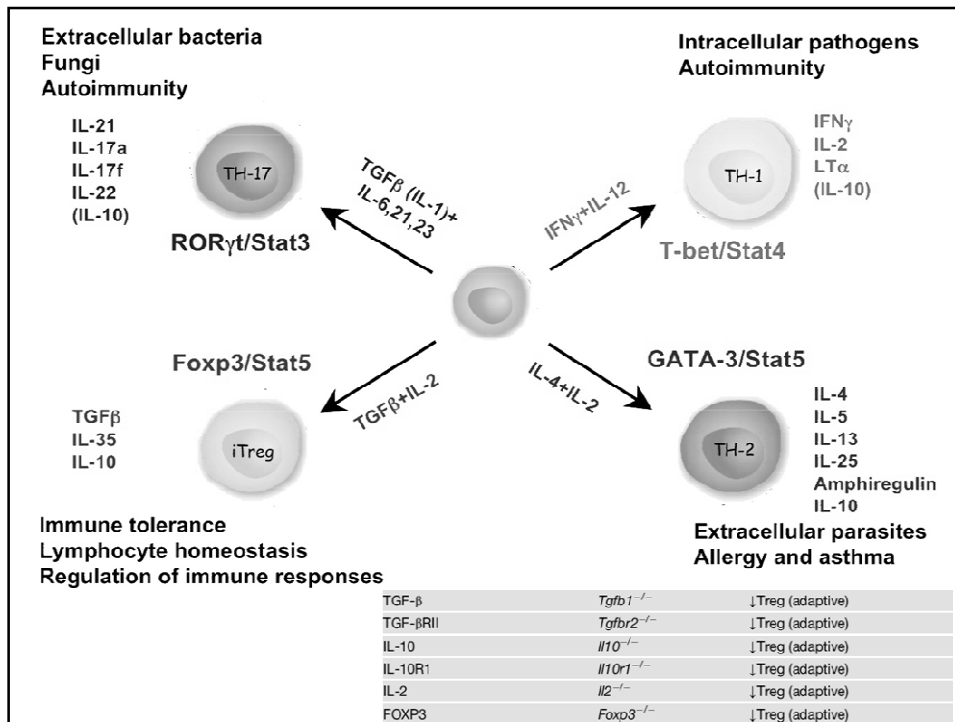 Extracellular bacteria
Fungi
Autoimmunity
IL-21
IL-17a
IL-17f
IL-22
(IL-10)
TH-17
RORγt/Stat3
TGFβ (IL-1)+
IL-6,21,23
Intracellular pathogens
Autoimmunity
IFNγ
IL-2
LTα
(IL-10)
TH-1
T-bet/Stat4
IFNγ+IL-12
Foxp3/Stat5
TGFβ
IL-35
IL-10
iTreg
TGFβ+IL-2
Immune tolerance
Lymphocyte homeostasis
Regulation of immune responses
GATA-3/Stat5
IL-4+IL-2
TH-2
IL-4
IL-5
IL-13
IL-25
Amphiregulin
IL-10
Extracellular parasites
Allergy and asthma
TGF-β Tgfb1−/− ↓Treg (adaptive)
TGF-βRII Tgfbr2−/− ↓Treg (adaptive)
IL-10 Il10−/− ↓Treg (adaptive)
IL-10R1 Il10r1−/− ↓Treg (adaptive)
IL-2 Il2−/− ↓Treg (adaptive)
FOXP3 Foxp3−/− ↓Treg (adaptive)